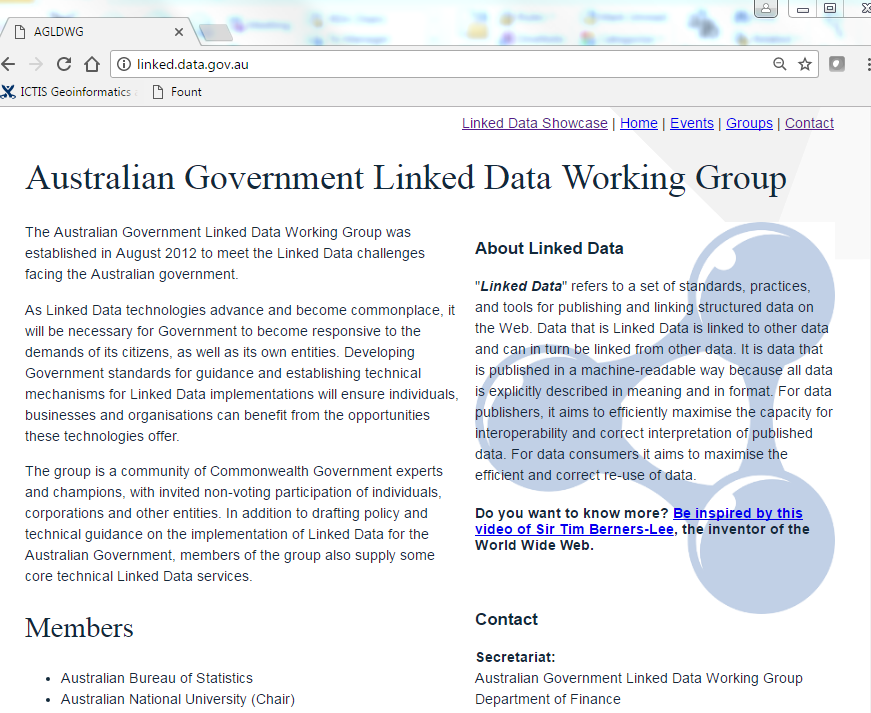 AGLDWG
linked.data.gov.au
ICTIS Geoinformatics
Fount
Linked Data Showcase | Home | Events | Groups | Contact
Australian Government Linked Data Working Group
The Australian Government Linked Data Working Group was
established in August 2012 to meet the Linked Data challenges
facing the Australian government.
As Linked Data technologies advance and become commonplace, it
will be necessary for Government to become responsive to the
demands of its citizens, as well as its own entities. Developing
Government standards for guidance and establishing technical
mechanisms for Linked Data implementations will ensure individuals,
businesses and organisations can benefit from the opportunities
these technologies offer.
The group is a community of Commonwealth Government experts
and champions, with invited non-voting participation of individuals,
corporations and other entities. In addition to drafting policy and
technical guidance on the implementation of Linked Data for the
Australian Government, members of the group also supply some
core technical Linked Data services.
Members
• Australian Bureau of Statistics
• Australian National University (Chair)
About Linked Data
"Linked Data" refers to a set of standards, practices,
and tools for publishing and linking structured data on
the Web. Data that is Linked Data is linked to other data
and can in turn be linked from other data. It is data that
is published in a machine-readable way because all data
is explicitly described in meaning and in format. For data
publishers, it aims to efficiently maximise the capacity for
interoperability and correct interpretation of published
data. For data consumers it aims to maximise the
efficient and correct re-use of data.
Do you want to know more? Be inspired by this
video of Sir Tim Berners-Lee, the inventor of the
World Wide Web.
Contact
Secretariat:
Australian Government Linked Data Working Group
Department of Finance